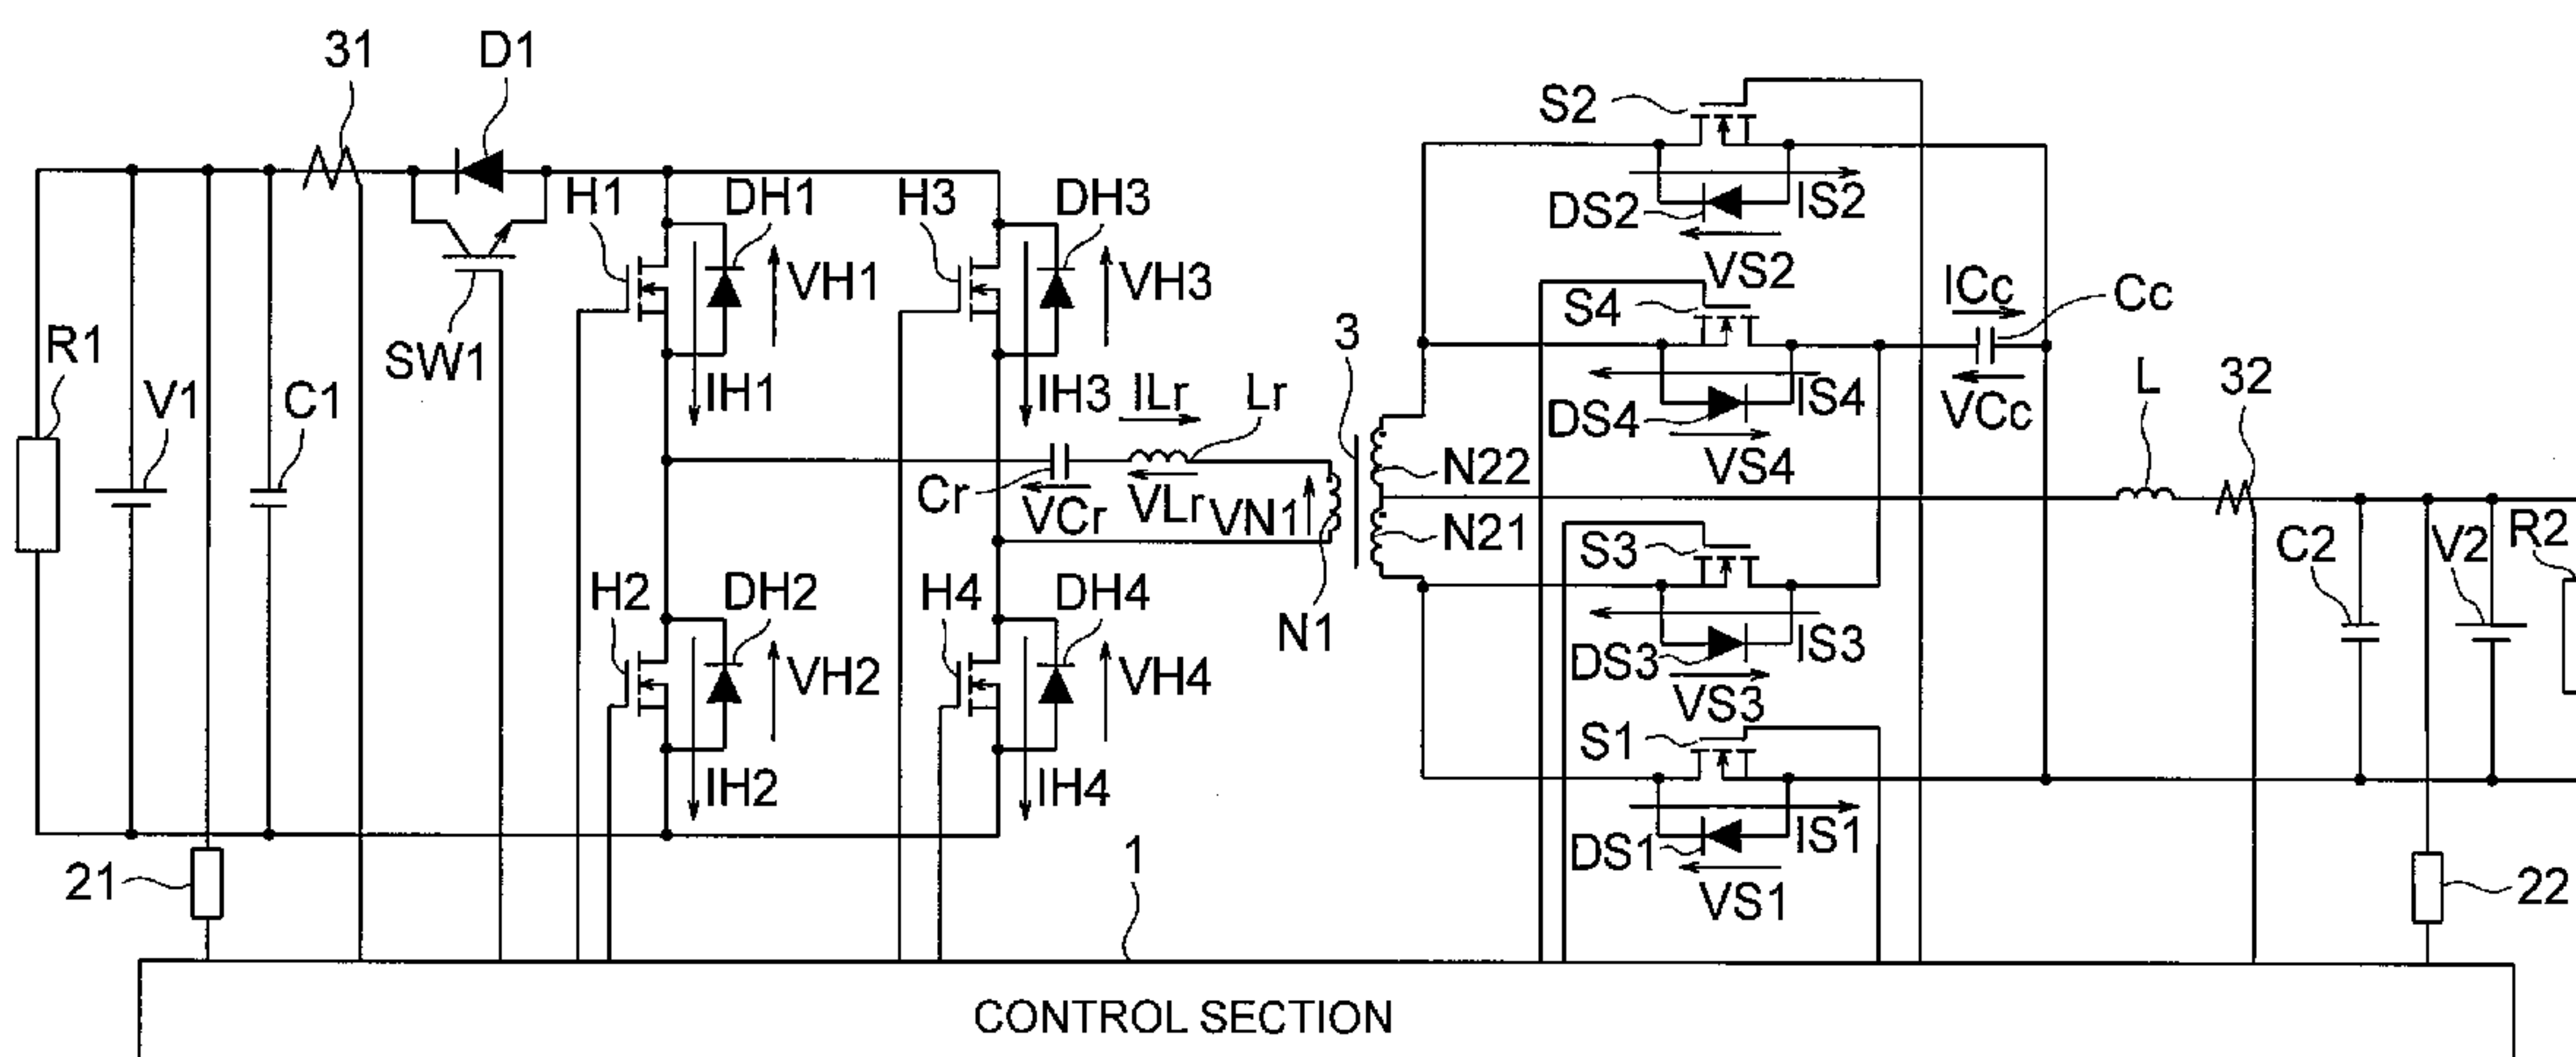 31
D1
S2
H1
DH1
H3
DH3
DS2
IS2
VH1
VH3
VS2
ICc
Cc
S4
R1
SW1
3
V1
C1
IH1
IH3
ILr
Lr
DS4
IS4
VCc
L
32
VS4
N22
Cr
VCr
VLr
VN1
N21
S3
C2
V2
R2
H2
DH2
H4
DH4
N1
IS3
DS3
VH2
VH4
VS3
S1
IH2
IH4
IS1
DS1
21
1
VS1
22
CONTROL SECTION